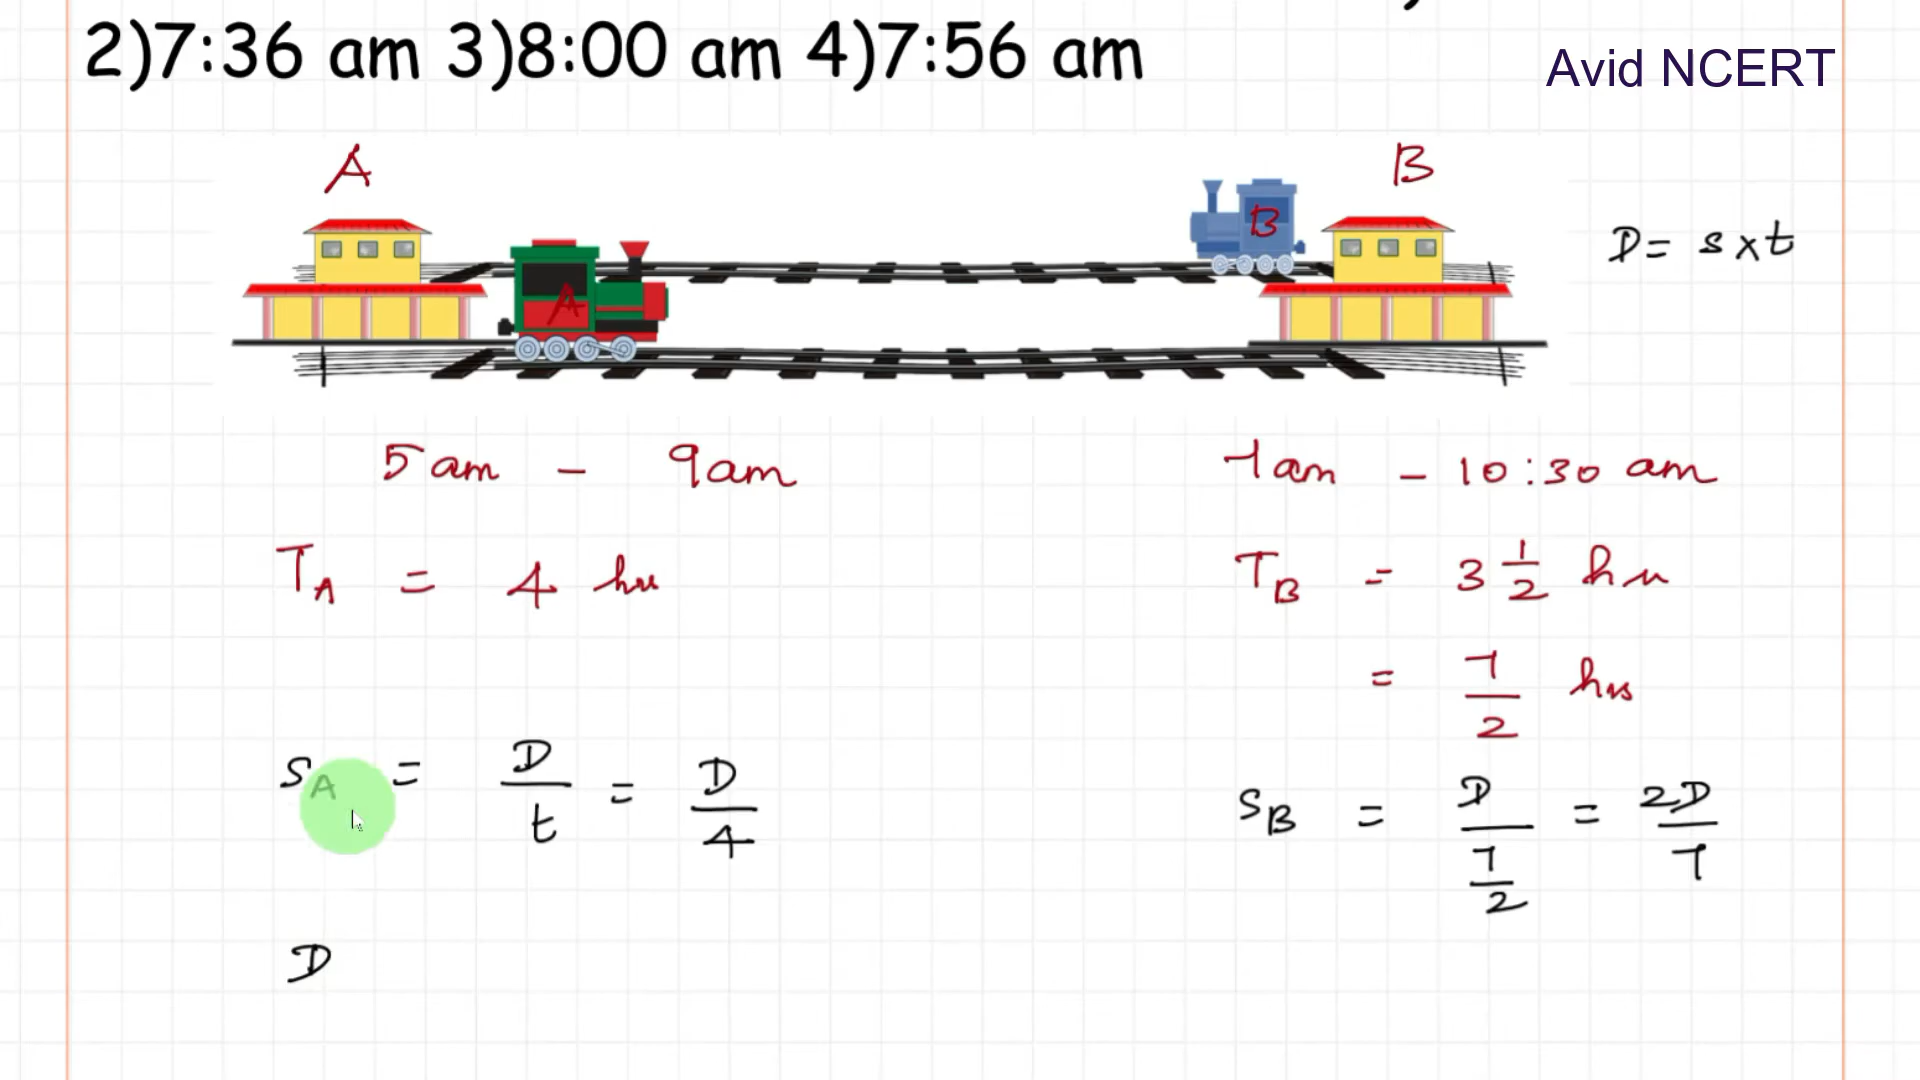 2)7:36 am 3)8:00 am 4)7:56 am
Avid NCERT
A
B
B
A
D = s x t
5 am - 9 am
7 am - 10:30 am
T_A = 4 hrs
T_B = 3 1/2 hrs
= 7/2 hrs
S_A = D/t = D/4
S_B = D/(7/2) = 2D/7
D